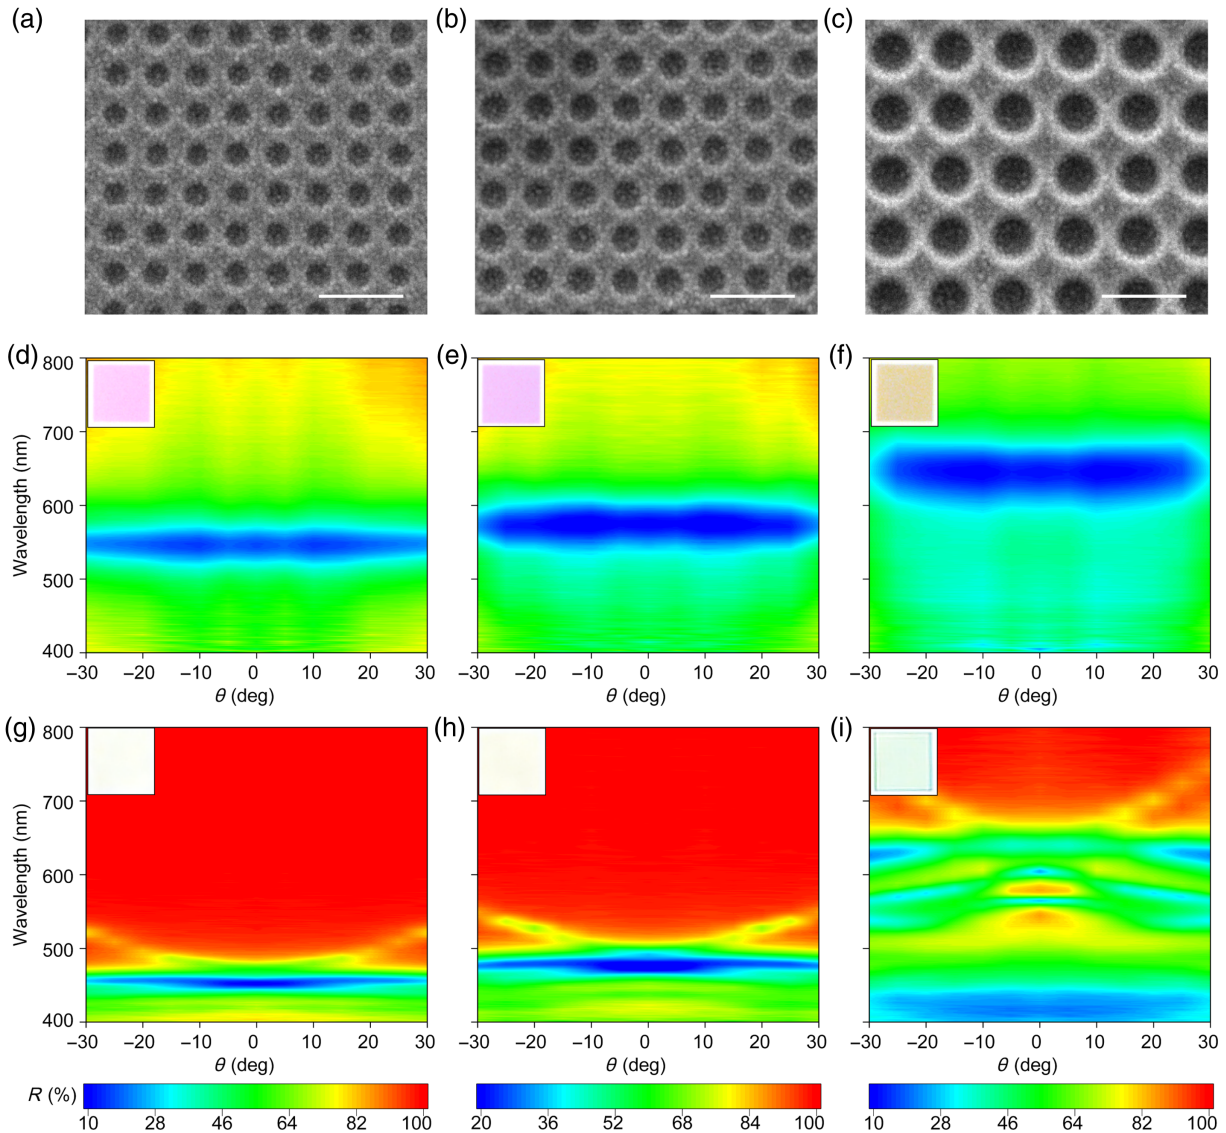 (a) (b) (c)
(d) (e) (f)
800
700
600
500
400
Wavelength (nm)
−30 −20 −10 0 10 20 30 −30 −20 −10 0 10 20 30 −30 −20 −10 0 10 20 30
θ (deg) θ (deg) θ (deg)
(g) (h) (i)
800
700
600
500
400
Wavelength (nm)
−30 −20 −10 0 10 20 30 −30 −20 −10 0 10 20 30 −30 −20 −10 0 10 20 30
θ (deg) θ (deg) θ (deg)
R (%)
10 28 46 64 82 100 20 36 52 68 84 100 10 28 46 64 82 100